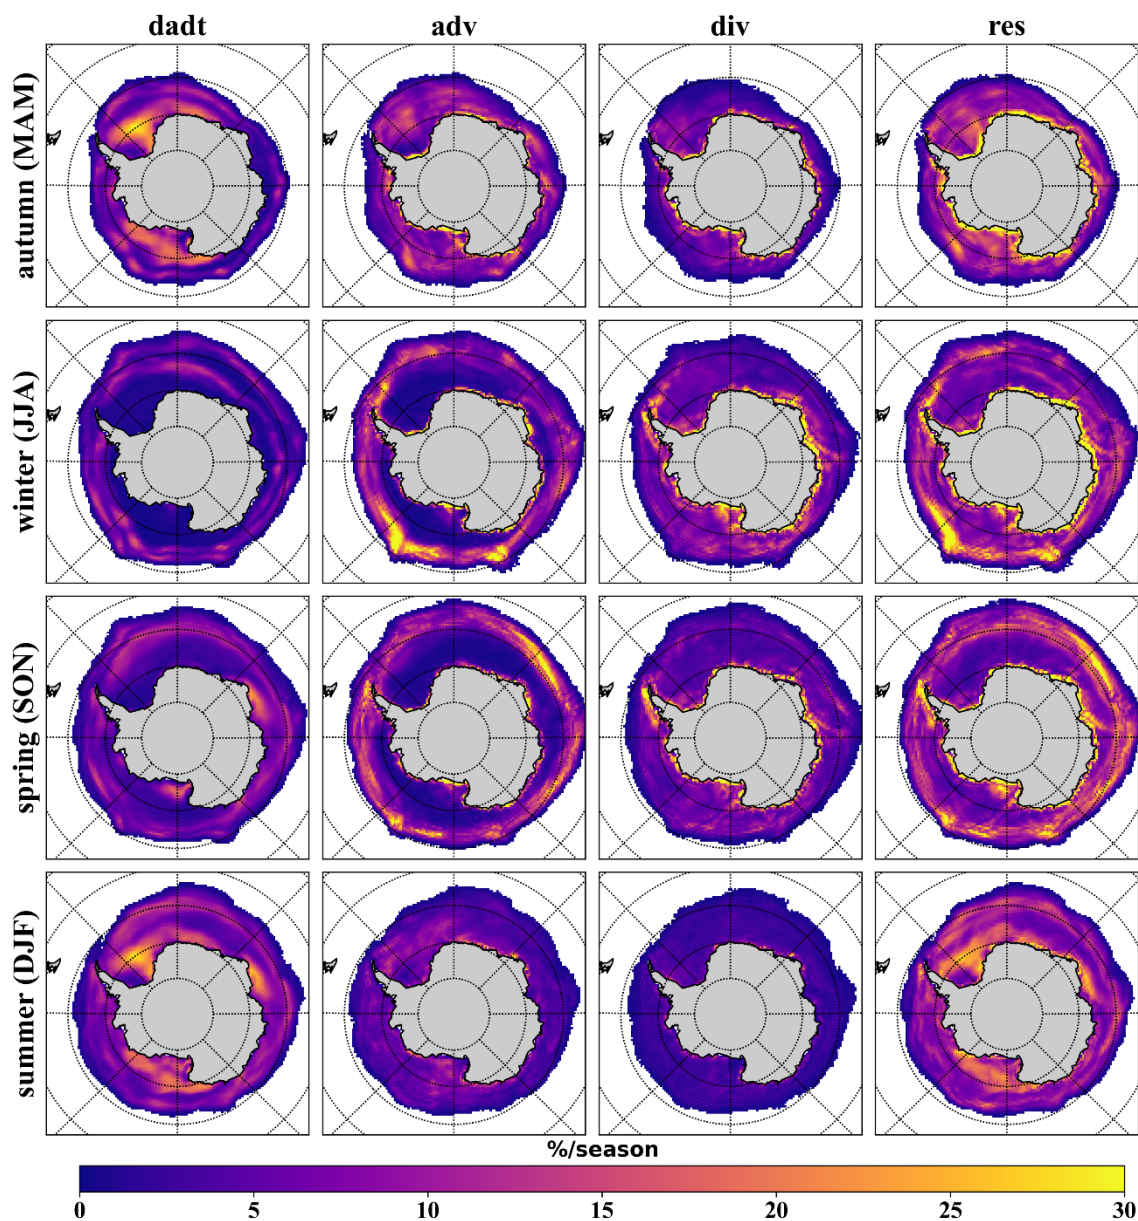 dadt adv div res
autumn (MAM)
winter (JJA)
spring (SON)
summer (DJF)
%/season
0 5 10 15 20 25 30